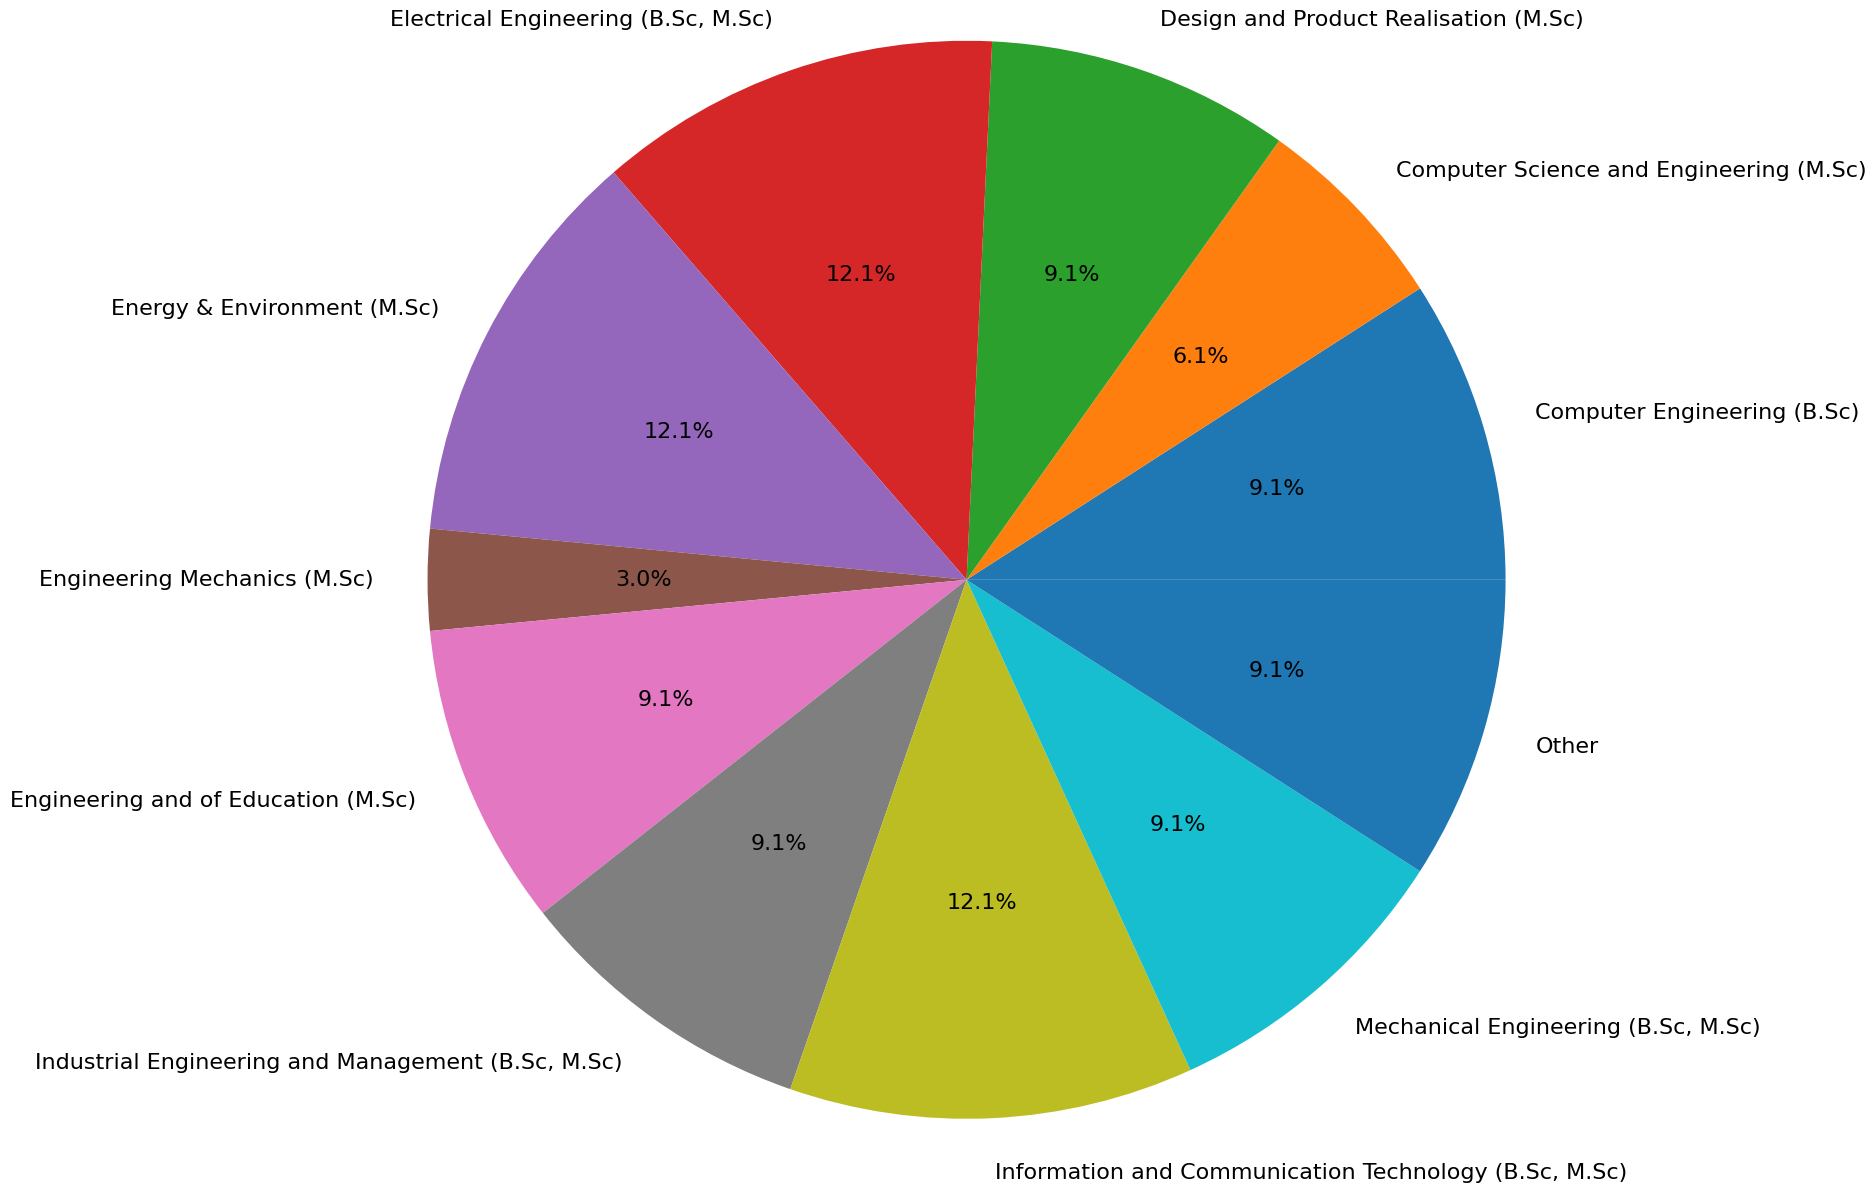 Electrical Engineering (B.Sc, M.Sc)
Design and Product Realisation (M.Sc)
Computer Science and Engineering (M.Sc)
12.1%
9.1%
Energy & Environment (M.Sc)
6.1%
Computer Engineering (B.Sc)
12.1%
9.1%
Engineering Mechanics (M.Sc)
3.0%
9.1%
9.1%
Other
Engineering and of Education (M.Sc)
9.1%
9.1%
12.1%
Mechanical Engineering (B.Sc, M.Sc)
Industrial Engineering and Management (B.Sc, M.Sc)
Information and Communication Technology (B.Sc, M.Sc)